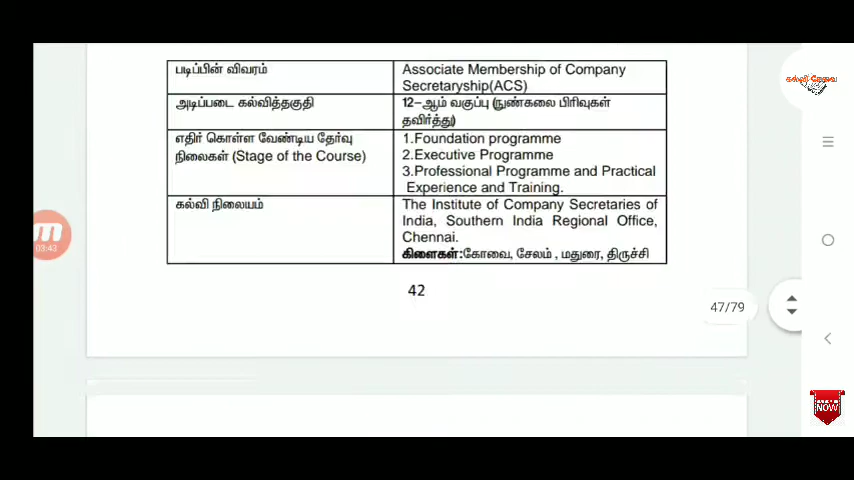 படிப்பின் விவரம்
Associate Membership of Company
Secretaryship(ACS)
அடிப்படை கல்வித்தகுதி
12-ஆம் வகுப்பு (நுண்கலை பிரிவுகள்
தவிர்த்து)
எதிர் கொள்ள வேண்டிய தேர்வு
நிலைகள் (Stage of the Course)
1.Foundation programme
2.Executive Programme
3.Professional Programme and Practical
Experience and Training.
கல்வி நிலையம்
The Institute of Company Secretaries of
India, Southern India Regional Office,
Chennai.
கிளைகள்:கோவை, சேலம் , மதுரை, திருச்சி
42
47/79
கல்வி தேவை
03:43
NOW